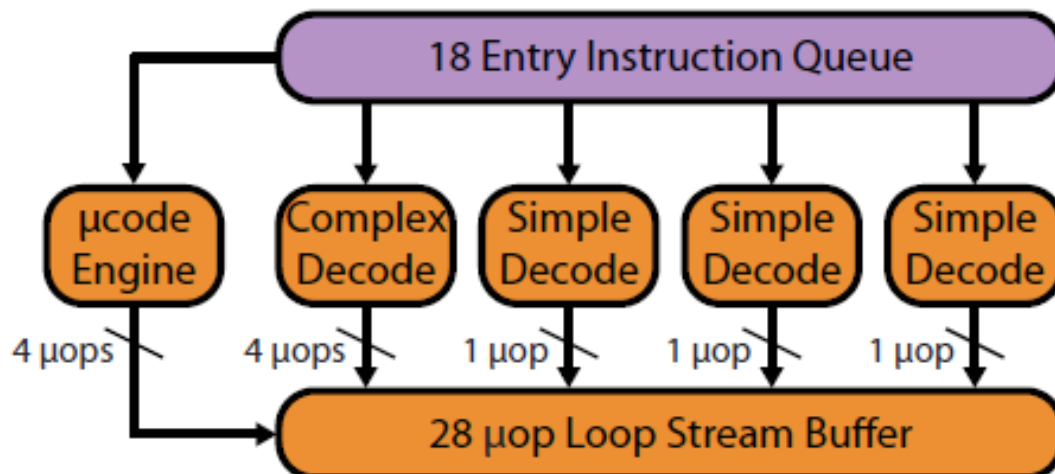 18 Entry Instruction Queue
µcode
Engine
Complex
Decode
Simple
Decode
Simple
Decode
Simple
Decode
4 µops
4 µops
1 µop
1 µop
1 µop
28 µop Loop Stream Buffer